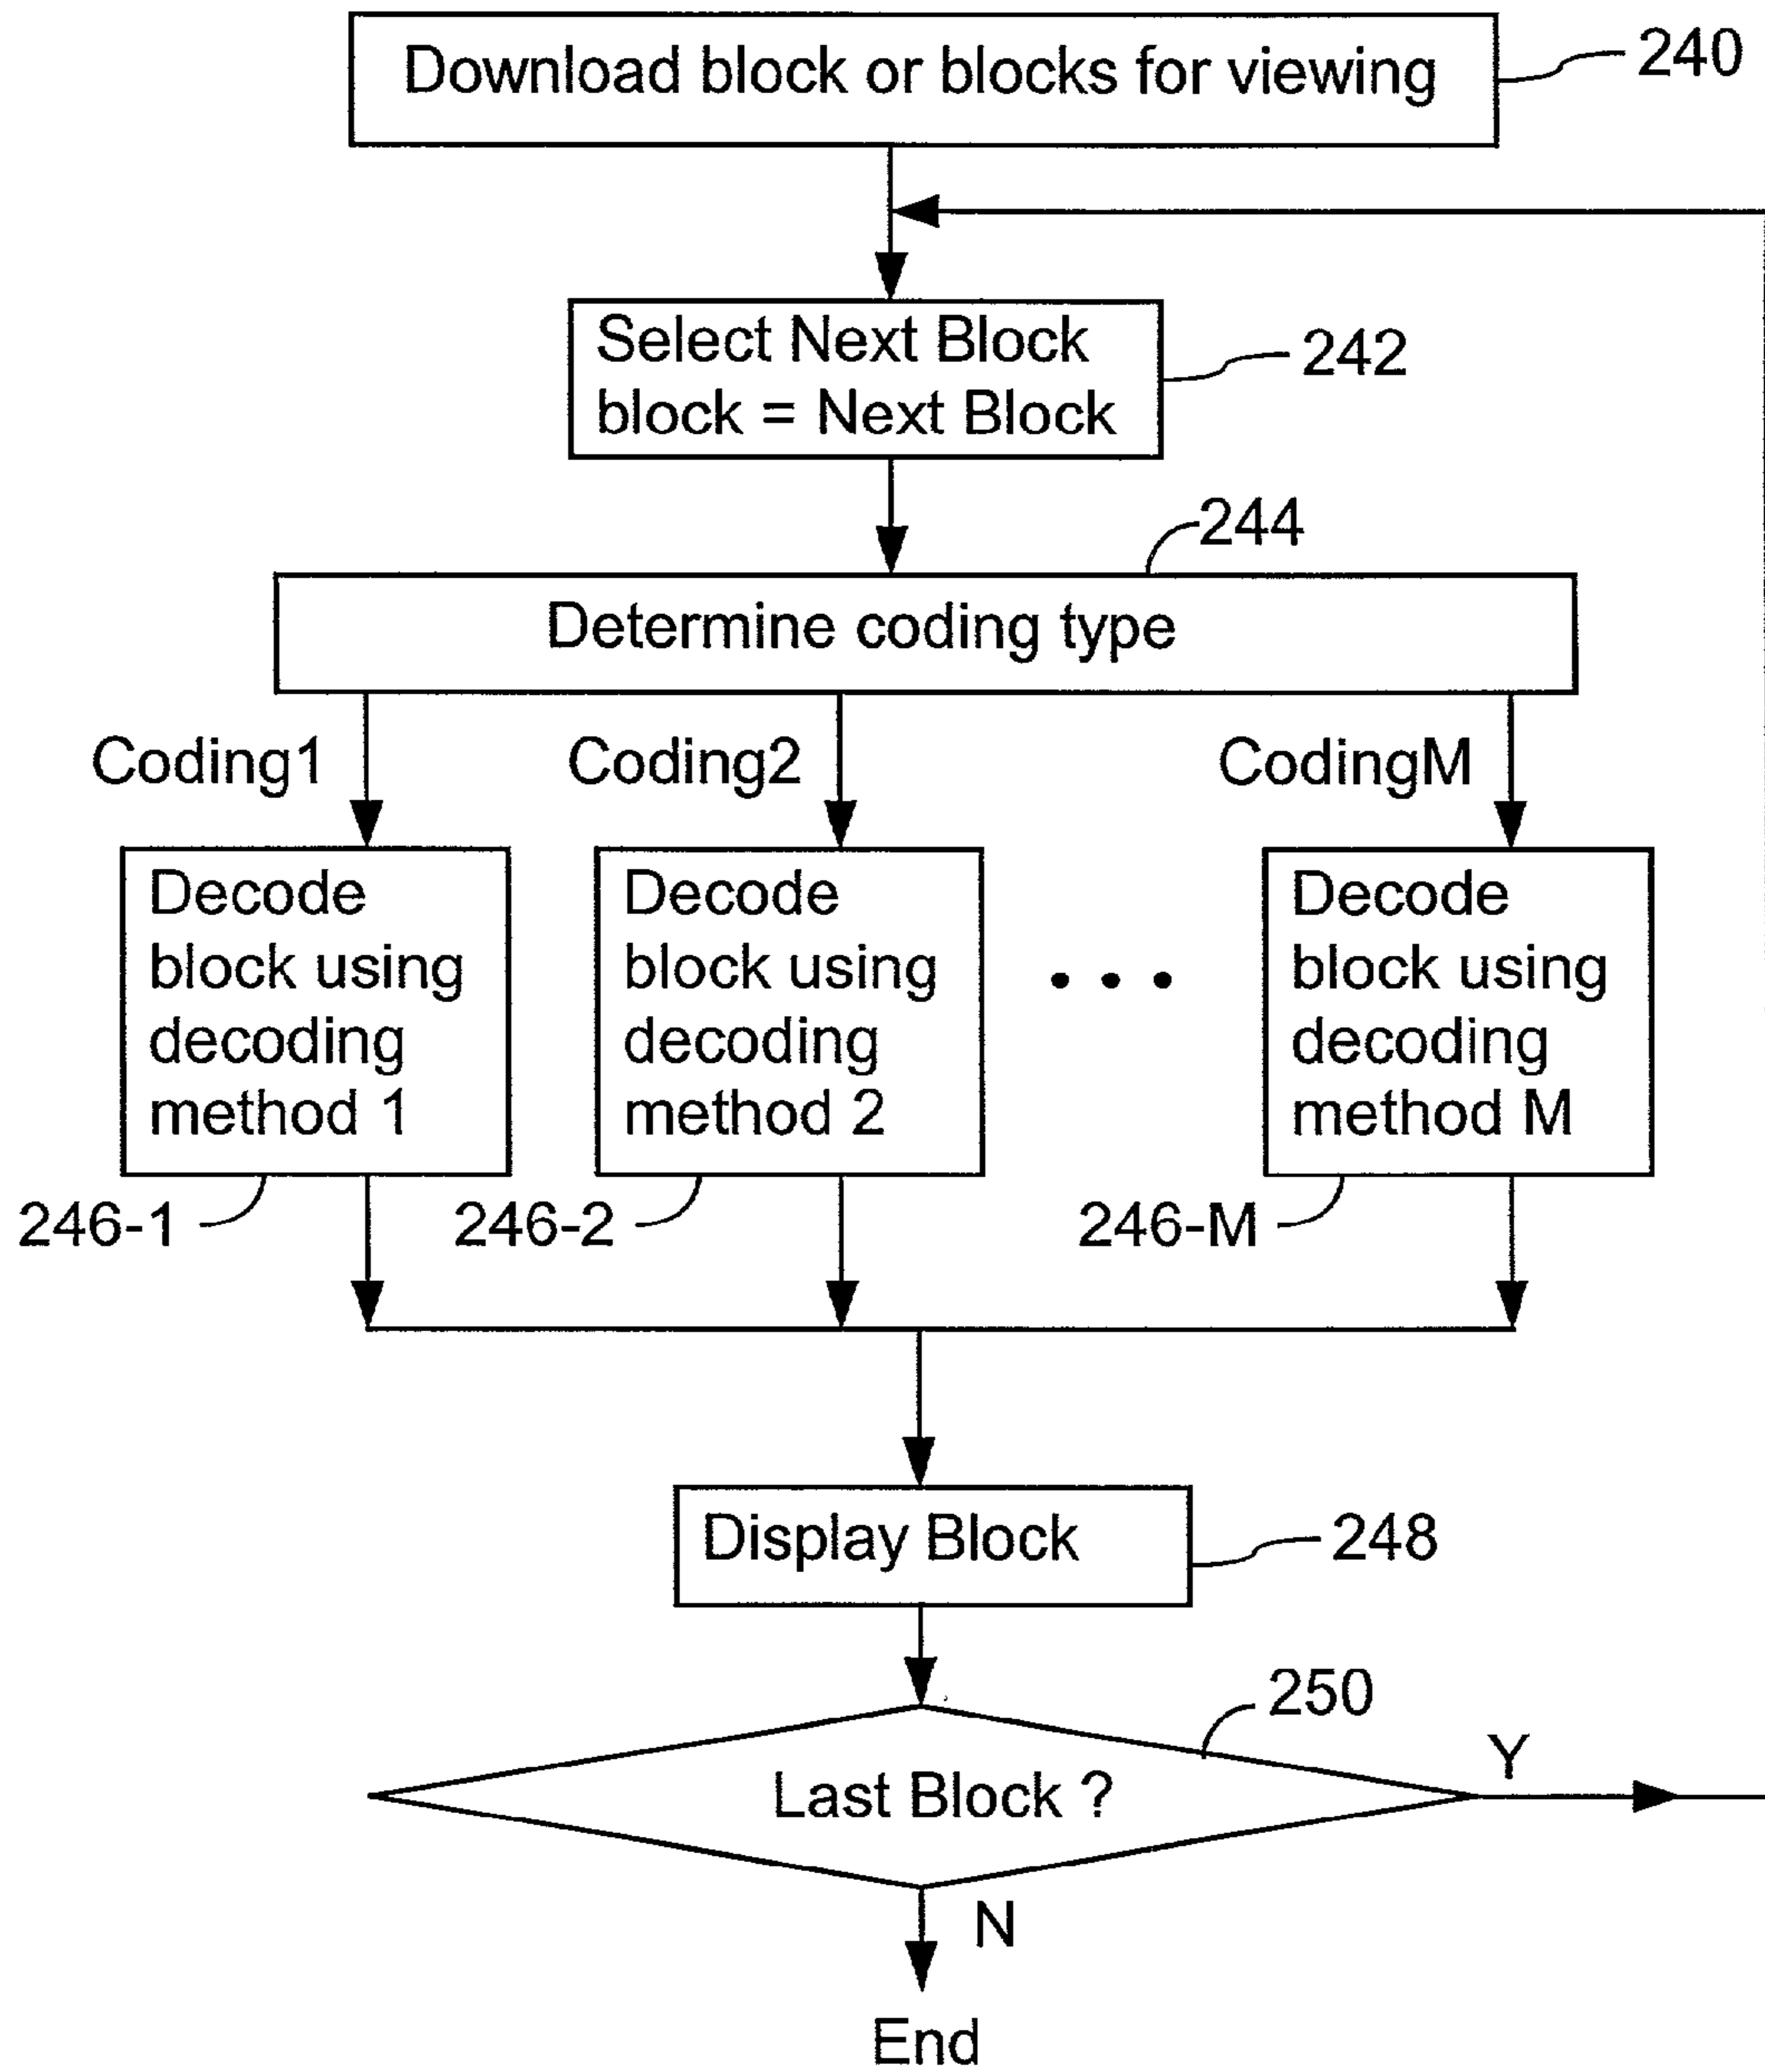 Download block or blocks for viewing
240
Select Next Block
block = Next Block
242
244
Determine coding type
Coding1
Coding2
CodingM
Decode
block using
decoding
method 1
Decode
block using
decoding
method 2
• • •
Decode
block using
decoding
method M
246-1
246-2
246-M
Display Block
248
250
Last Block ?
Y
N
End